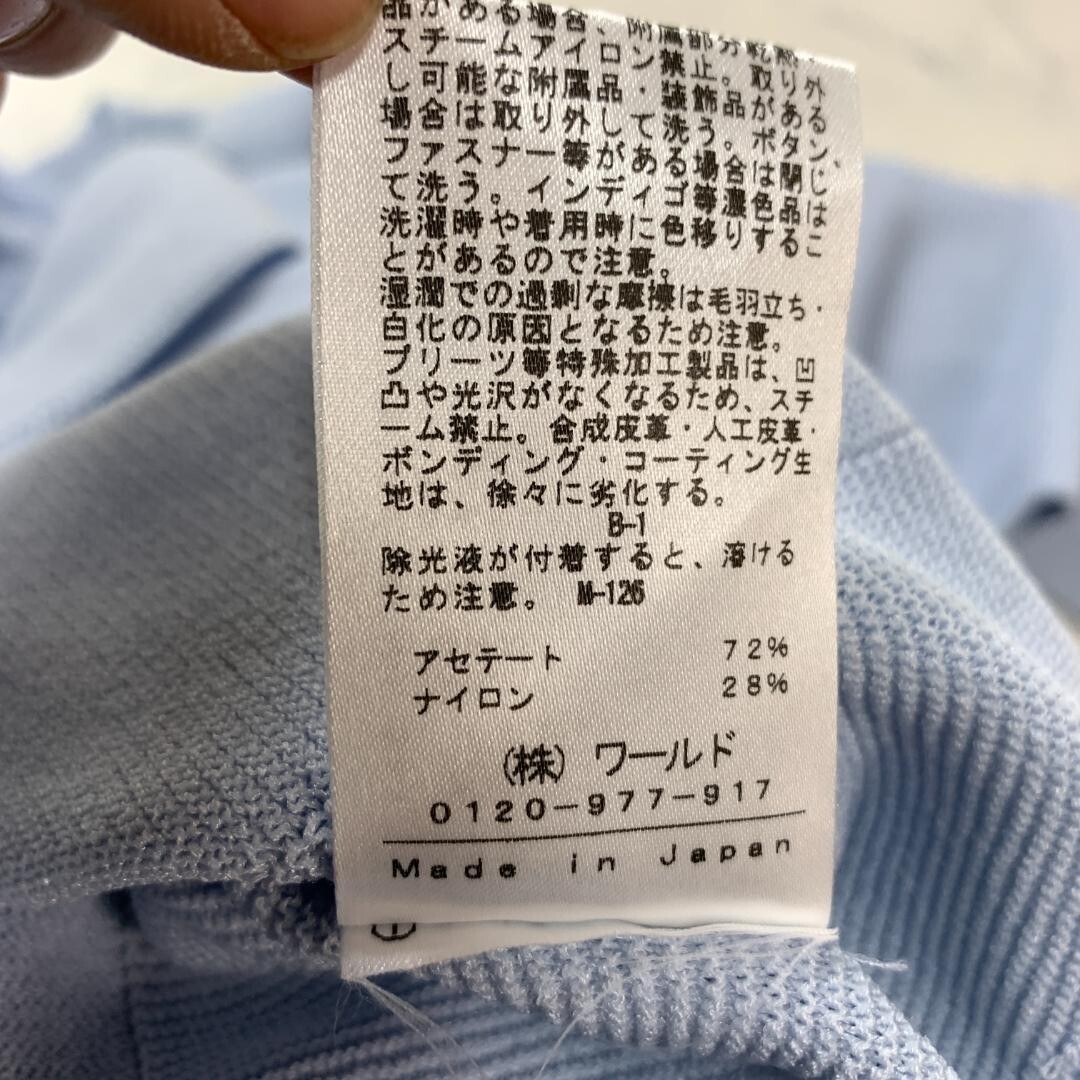 品がある場合、附属部分乾熱
スチームアイロン禁止。取り外
し可能な附属品・装飾品がある
場合は取り外して洗う。ボタン、
ファスナー等がある場合は閉じ
て洗う。インディゴ等濃色品は
洗濯時や着用時に色移りするこ
とがあるので注意。
湿潤での過剰な摩擦は毛羽立ち・
白化の原因となるため注意。
プリーツ等特殊加工製品は、凹
凸や光沢がなくなるため、スチ
ーム禁止。合成皮革・人工皮革・
ボンディング・コーティング生
地は、徐々に劣化する。
B-1
除光液が付着すると、溶ける
ため注意。 M-126
アセテート 72%
ナイロン 28%
(株) ワールド
0120-977-917
Made in Japan